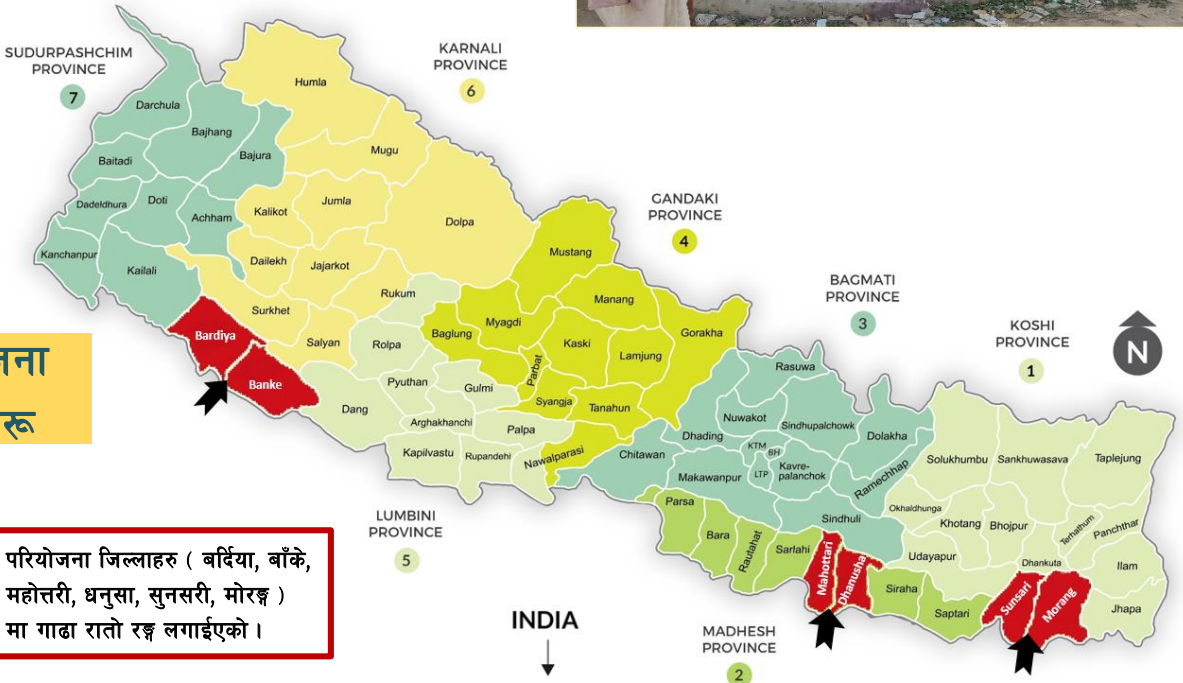 SUDURPASHCHIM
PROVINCE
7
KARNALI
PROVINCE
6
Humla
Darchula
Bajhang
Bajura
Mugu
Baitadi
Dadeldhura
Doti
Achham
Kalikot
Jumla
Dolpa
Kanchanpur
Kailali
Dailekh
Jajarkot
Rukum
Surkhet
Salyan
Bardiya
Banke
GANDAKI
PROVINCE
4
Mustang
Manang
Myagdi
Baglung
Parbat
Kaski
Lamjung
Gorakha
Syangja
Tanahun
Rolpa
Pyuthan
Gulmi
Dang
Arghakhanchi
Palpa
Kapilvastu
Rupandehi
Nawalparasi
LUMBINI
PROVINCE
5
BAGMATI
PROVINCE
3
Rasuwa
Nuwakot
Sindhupalchowk
Dolakha
Dhading
KTM
BH
LTP
Kavre-
palanchok
Ramechhap
Chitawan
Makawanpur
Sindhuli
KOSHI
PROVINCE
1
N
Solukhumbu
Sankhuwasava
Taplejung
Okhaldhunga
Khotang
Bhojpur
Terhathum
Panchthar
Udayapur
Dhankuta
Ilam
Jhapa
Sunsari
Morang
Parsa
Bara
Rautahat
Sarlahi
Mahottari
Dhanusha
Siraha
Saptari
MADHESH
PROVINCE
2
INDIA
जना
रू
परियोजना जिल्लाहरु ( बर्दिया, बाँके,
महोत्तरी, धनुसा, सुनसरी, मोरङ्ग )
मा गाढा रातो रङ्ग लगाईएको ।